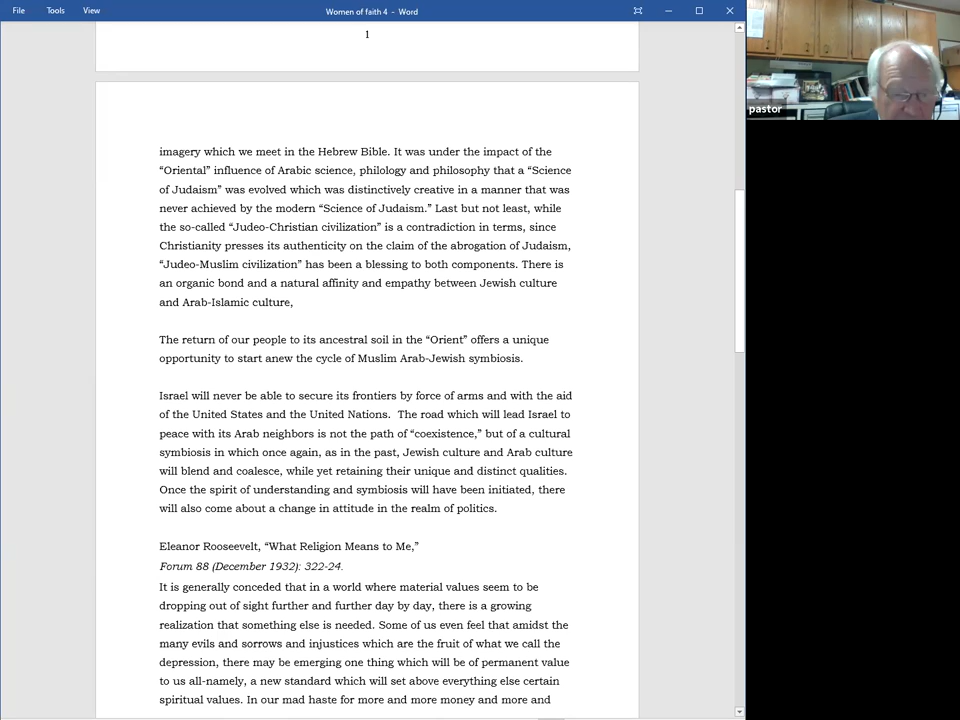 File Tools View Women of faith 4 - Word
pastor
1
imagery which we meet in the Hebrew Bible. It was under the impact of the
“Oriental” influence of Arabic science, philology and philosophy that a “Science
of Judaism” was evolved which was distinctively creative in a manner that was
never achieved by the modern “Science of Judaism.” Last but not least, while
the so-called “Judeo-Christian civilization” is a contradiction in terms, since
Christianity presses its authenticity on the claim of the abrogation of Judaism,
“Judeo-Muslim civilization” has been a blessing to both components. There is
an organic bond and a natural affinity and empathy between Jewish culture
and Arab-Islamic culture,
The return of our people to its ancestral soil in the “Orient” offers a unique
opportunity to start anew the cycle of Muslim Arab-Jewish symbiosis.
Israel will never be able to secure its frontiers by force of arms and with the aid
of the United States and the United Nations.  The road which will lead Israel to
peace with its Arab neighbors is not the path of “coexistence,” but of a cultural
symbiosis in which once again, as in the past, Jewish culture and Arab culture
will blend and coalesce, while yet retaining their unique and distinct qualities.
Once the spirit of understanding and symbiosis will have been initiated, there
will also come about a change in attitude in the realm of politics.
Eleanor Rooseevelt, “What Religion Means to Me,”
Forum 88 (December 1932): 322-24.
It is generally conceded that in a world where material values seem to be
dropping out of sight further and further day by day, there is a growing
realization that something else is needed. Some of us even feel that amidst the
many evils and sorrows and injustices which are the fruit of what we call the
depression, there may be emerging one thing which will be of permanent value
to us all-namely, a new standard which will set above everything else certain
spiritual values. In our mad haste for more and more money and more and